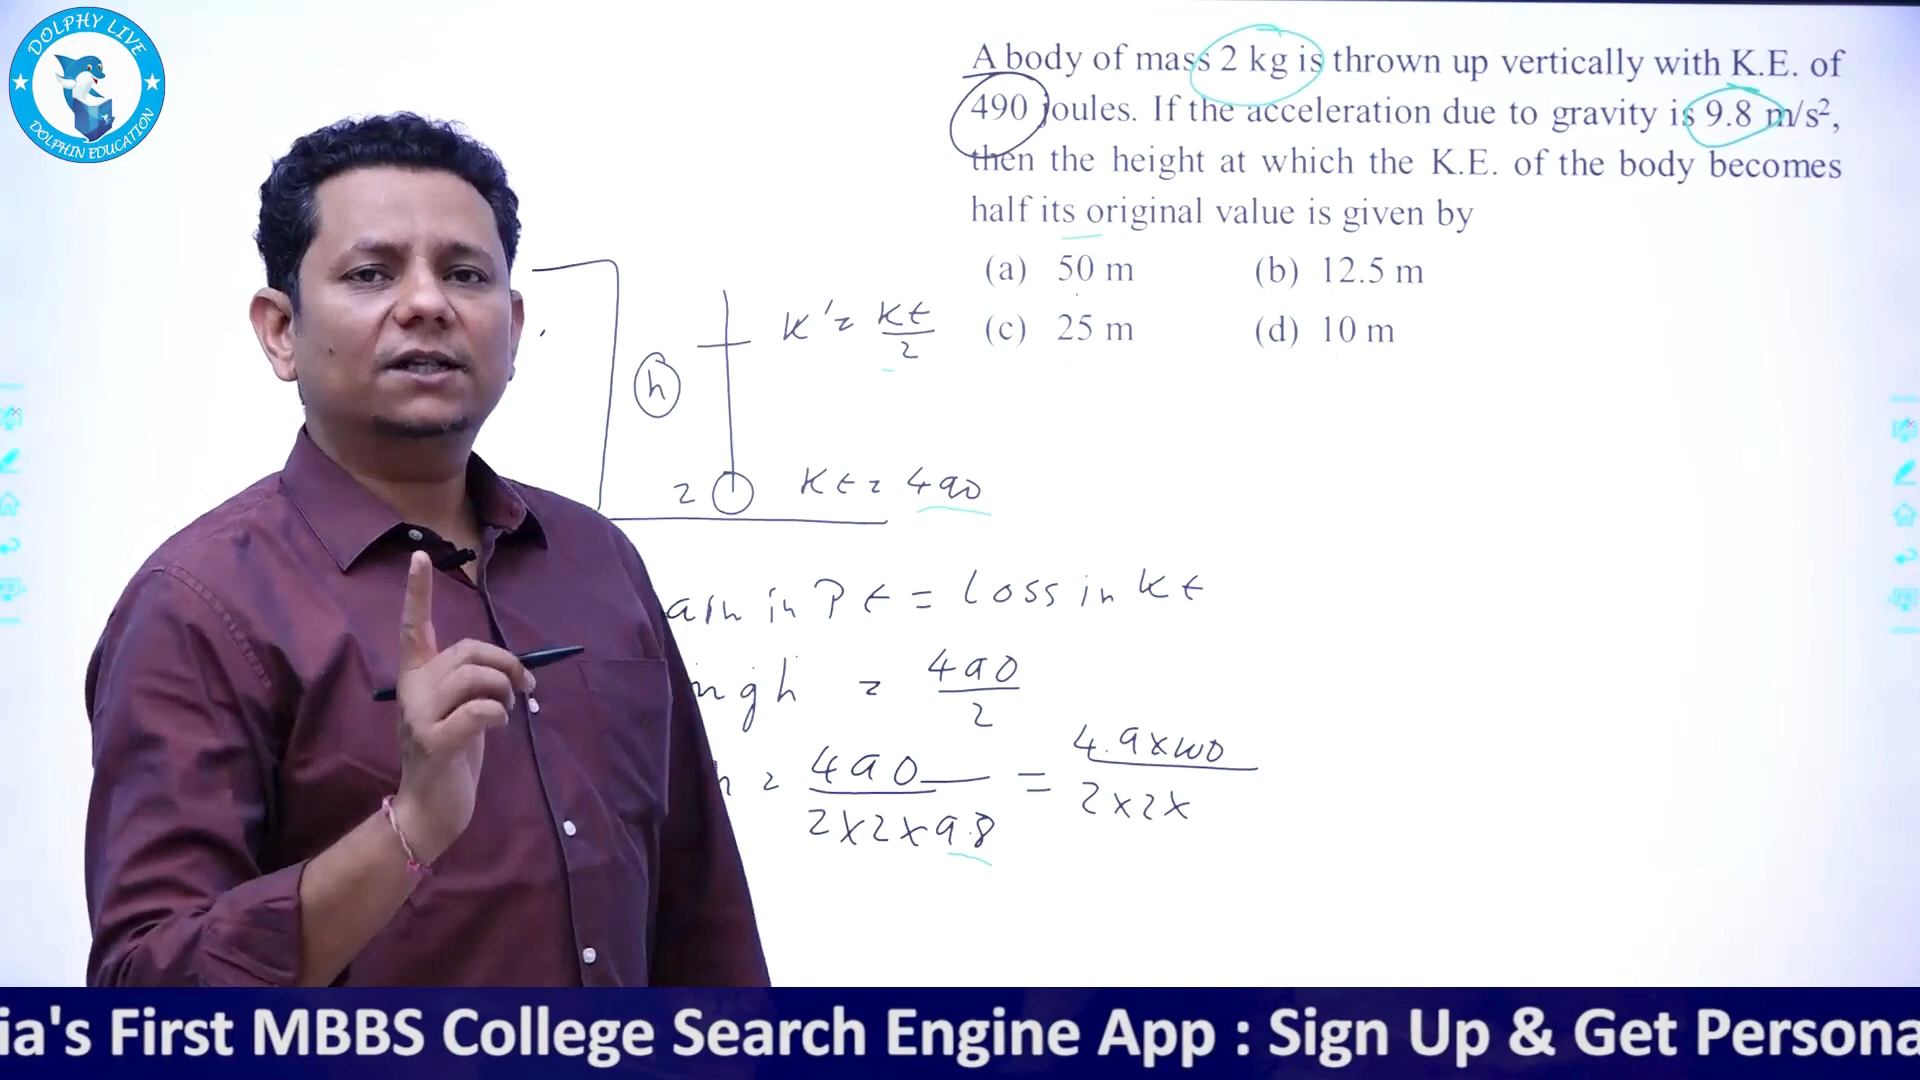 DOLPHY LIVE
DOLPHIN EDUCATION
A body of mass 2 kg is thrown up vertically with K.E. of
490 joules. If the acceleration due to gravity is 9.8 m/s²,
then the height at which the K.E. of the body becomes
half its original value is given by
(a) 50 m (b) 12.5 m
(c) 25 m (d) 10 m
K' = KE/2
h
2 KE = 490
ain in PE = Loss in KE
mgh = 490/2
h = 490/2×2×9.8 = 4.9×100/2×2×
ia's First MBBS College Search Engine App : Sign Up & Get Persona